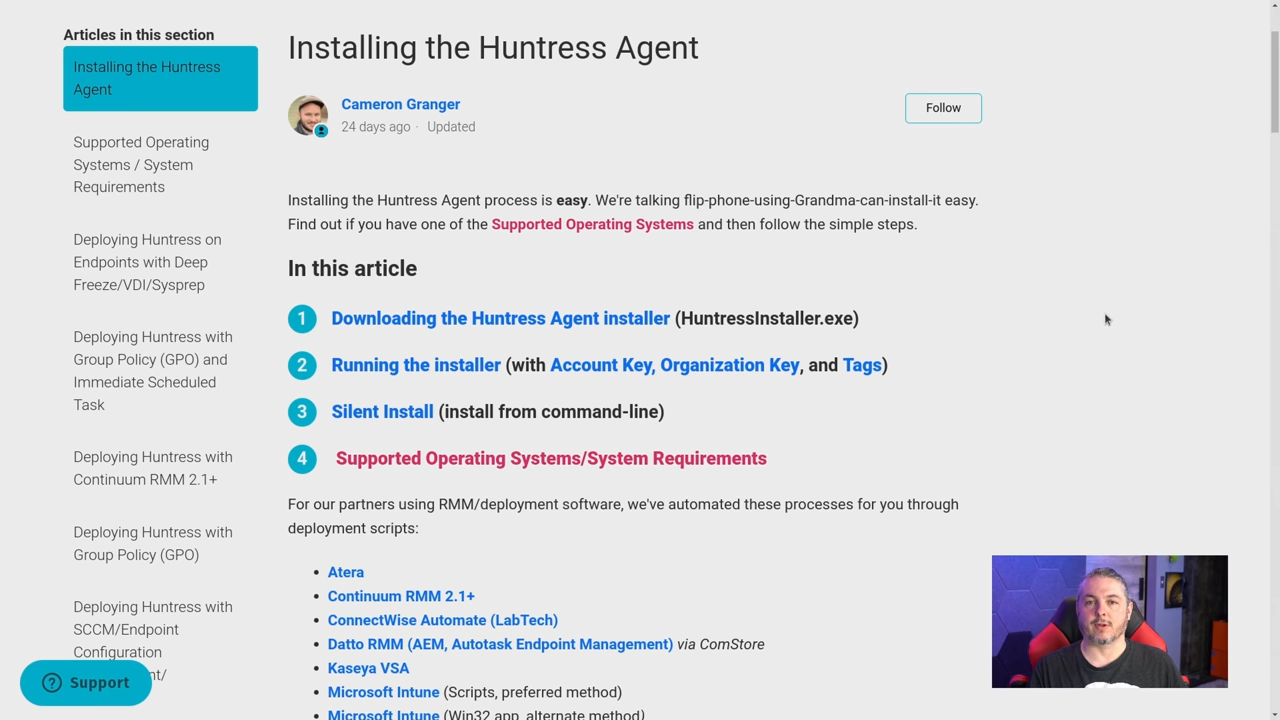 Articles in this section
Installing the Huntress
Agent
Supported Operating
Systems / System
Requirements
Deploying Huntress on
Endpoints with Deep
Freeze/VDI/Sysprep
Deploying Huntress with
Group Policy (GPO) and
Immediate Scheduled
Task
Deploying Huntress with
Continuum RMM 2.1+
Deploying Huntress with
Group Policy (GPO)
Deploying Huntress with
SCCM/Endpoint
Configuration
nt/
Support
Installing the Huntress Agent
Cameron Granger
24 days ago · Updated
Follow
Installing the Huntress Agent process is easy. We're talking flip-phone-using-Grandma-can-install-it easy.
Find out if you have one of the Supported Operating Systems and then follow the simple steps.
In this article
1 Downloading the Huntress Agent installer (HuntressInstaller.exe)
2 Running the installer (with Account Key, Organization Key, and Tags)
3 Silent Install (install from command-line)
4 Supported Operating Systems/System Requirements
For our partners using RMM/deployment software, we've automated these processes for you through
deployment scripts:
• Atera
• Continuum RMM 2.1+
• ConnectWise Automate (LabTech)
• Datto RMM (AEM, Autotask Endpoint Management) via ComStore
• Kaseya VSA
• Microsoft Intune (Scripts, preferred method)
• Microsoft Intune (Win32 app, alternate method)